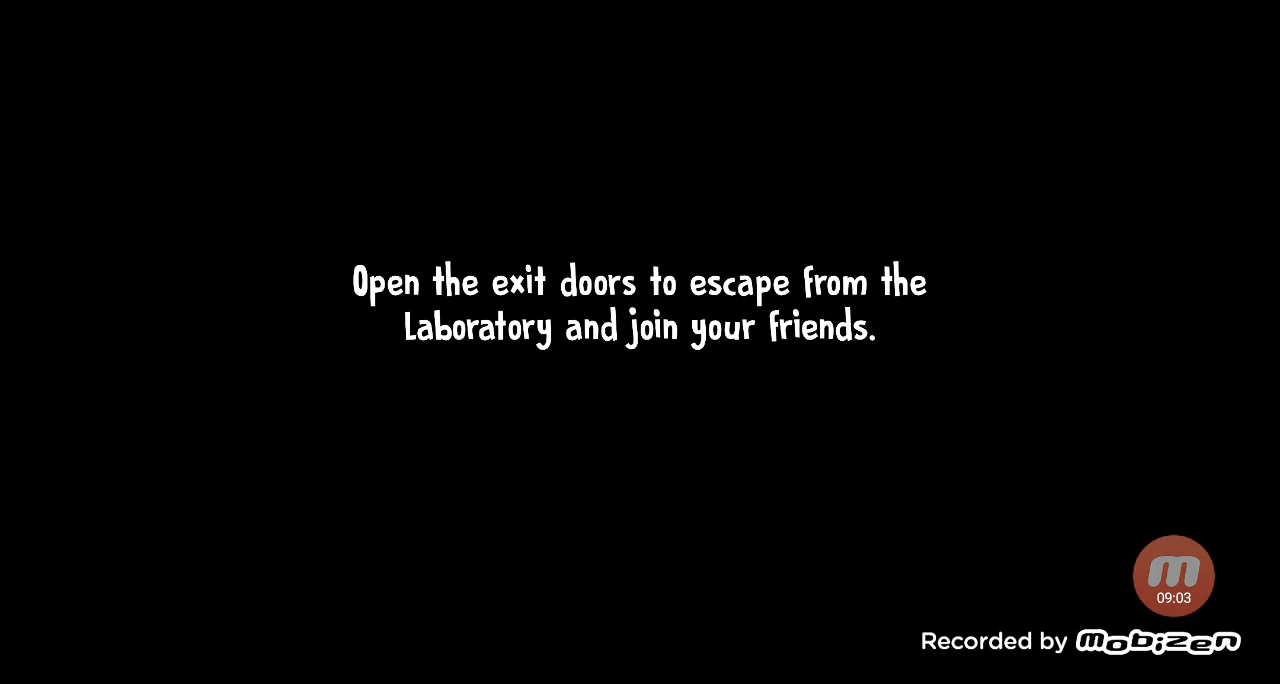 Open the exit doors to escape from the
Laboratory and join your friends.
m
09:03
Recorded by mobizen